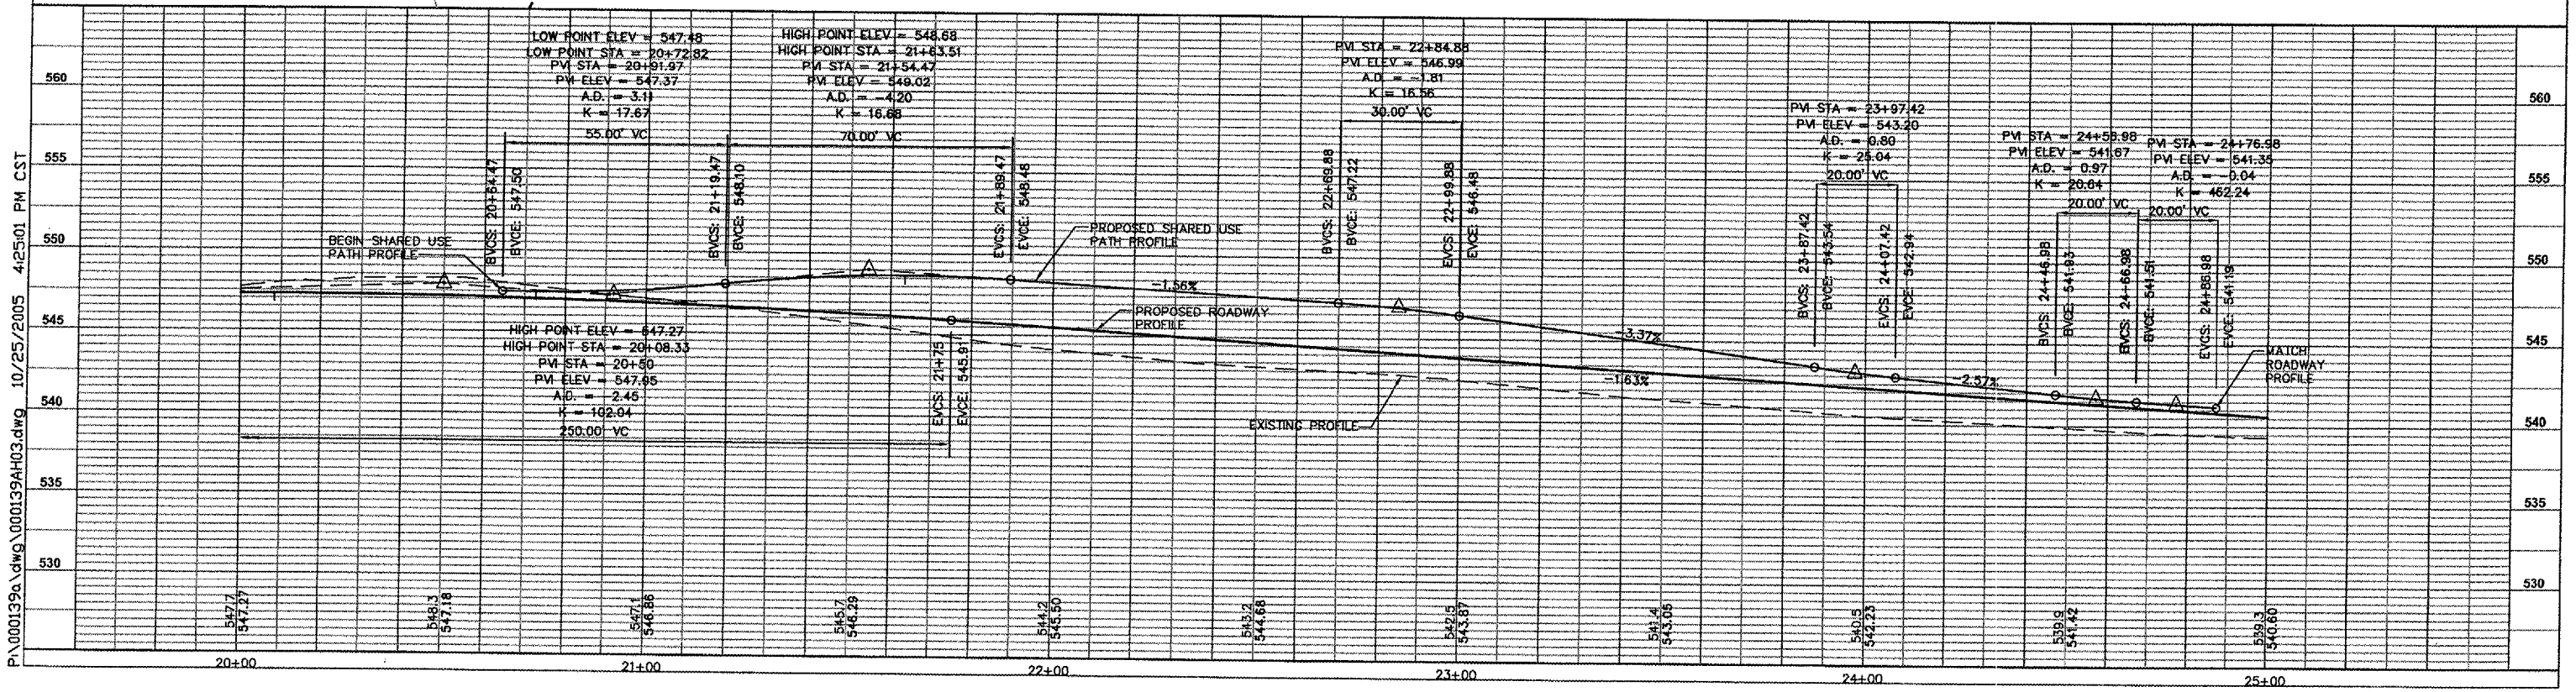 LOW POINT ELEV = 547.48
LOW POINT STA = 20+72.82
PVI STA = 20+91.97
PVI ELEV = 547.37
A.D. = 3.11
K = 17.67
55.00' VC
HIGH POINT ELEV = 548.68
HIGH POINT STA = 21+63.51
PVI STA = 21+54.47
PVI ELEV = 549.02
A.D. = -4.20
K = 16.68
70.00' VC
PVI STA = 22+84.88
PVI ELEV = 546.99
A.D. = -1.81
K = 16.56
30.00' VC
PVI STA = 23+97.42
PVI ELEV = 543.20
A.D. = 0.80
K = 25.04
20.00' VC
PVI STA = 24+56.98
PVI ELEV = 541.67
A.D. = 0.97
K = 20.64
20.00' VC
PVI STA = 24+76.98
PVI ELEV = 541.35
A.D. = -0.04
K = 462.24
20.00' VC
560
555
550
545
540
535
530
560
555
550
545
540
535
530
BVCS: 20+64.47
BVCE: 547.50
BVCS: 21+19.47
BVCE: 548.10
EVCS: 21+89.47
EVCE: 548.48
BVCS: 22+69.88
BVCE: 547.22
EVCS: 22+99.88
EVCE: 546.48
BVCS: 23+87.42
BVCE: 543.54
EVCS: 24+07.42
EVCE: 542.94
BVCS: 24+46.98
BVCE: 541.93
BVCS: 24+66.98
BVCE: 541.51
EVCS: 24+86.98
EVCE: 541.19
BEGIN SHARED USE
PATH PROFILE
PROPOSED SHARED USE
PATH PROFILE
-1.56%
PROPOSED ROADWAY
PROFILE
-3.37%
-1.63%
-2.57%
MATCH
ROADWAY
PROFILE
EXISTING PROFILE
HIGH POINT ELEV = 547.27
HIGH POINT STA = 20+08.33
PVI STA = 20+50
PVI ELEV = 547.95
A.D. = -2.45
K = 102.04
250.00' VC
EVCS: 21+75
EVCE: 545.91
547.7
547.27
548.3
547.18
547.1
546.86
545.7
546.29
544.2
545.50
543.2
544.68
542.5
543.87
541.4
543.05
540.5
542.23
539.9
541.42
539.3
540.60
20+00
21+00
22+00
23+00
24+00
25+00
P:\000139a\dwg\000139AH03.dwg 10/25/2005 4:25:01 PM CST